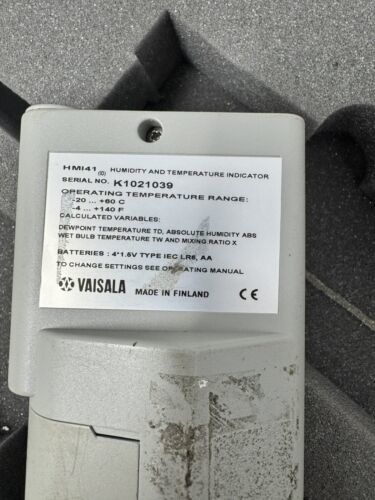 HMI41 (D) HUMIDITY AND TEMPERATURE INDICATOR
SERIAL NO. K1021039
OPERATING TEMPERATURE RANGE:
-20 ... +60 C
-4 ... +140 F
CALCULATED VARIABLES:
DEWPOINT TEMPERATURE TD, ABSOLUTE HUMIDITY ABS
WET BULB TEMPERATURE TW AND MIXING RATIO X
BATTERIES : 4*1.5V TYPE IEC LR6, AA
TO CHANGE SETTINGS SEE OPERATING MANUAL
VAISALA MADE IN FINLAND CE